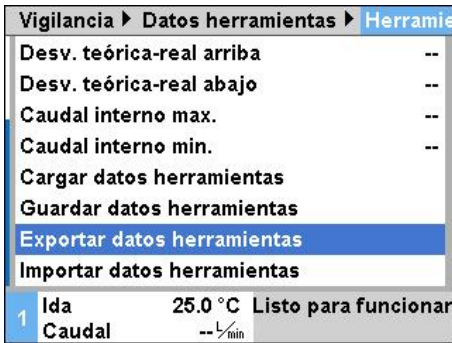 Vigilancia ▶ Datos herramientas ▶
Desv. teórica-real arriba --
Desv. teórica-real abajo --
Caudal interno max. --
Caudal interno min. --
Cargar datos herramientas
Guardar datos herramientas
Exportar datos herramientas
Importar datos herramientas
1 Ida 25.0 °C Listo para funcionar
Caudal -- L/min